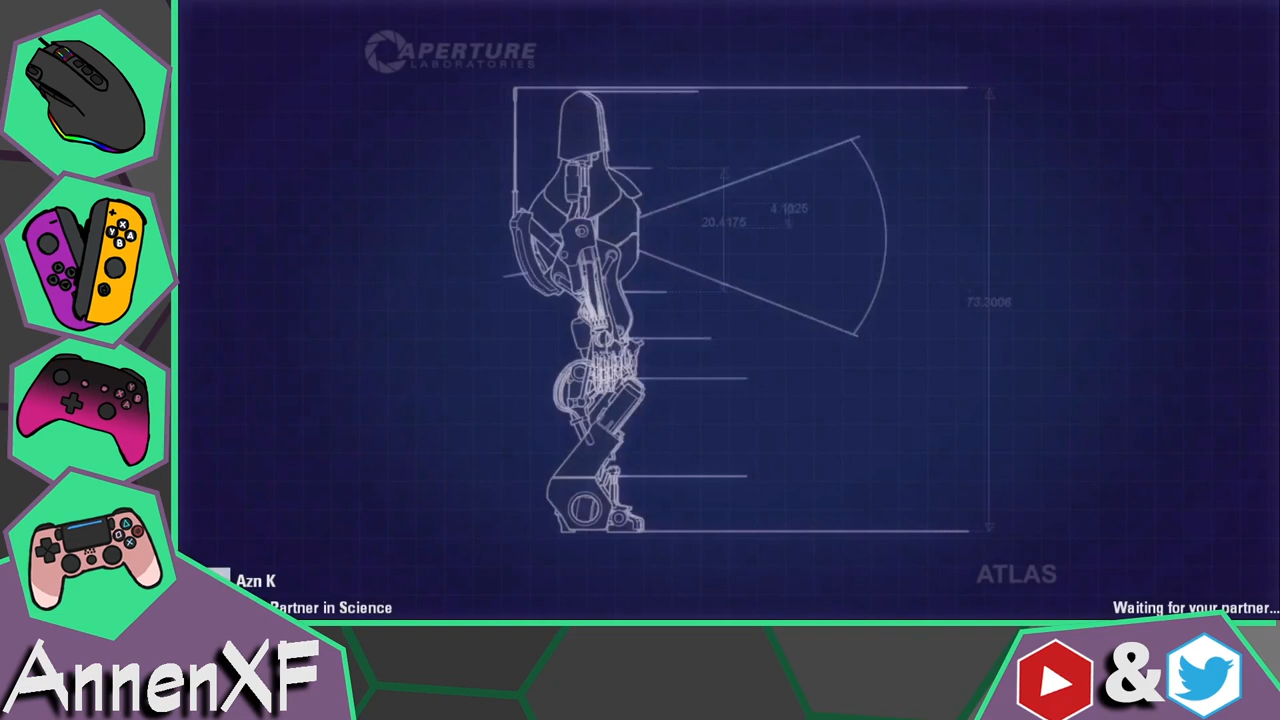 APERTURE
LABORATORIES
4.1025
20.4175
73.3006
ATLAS
Azn K
Partner in Science
Waiting for your partner...
AnnenXF
&
X
Y
A
B